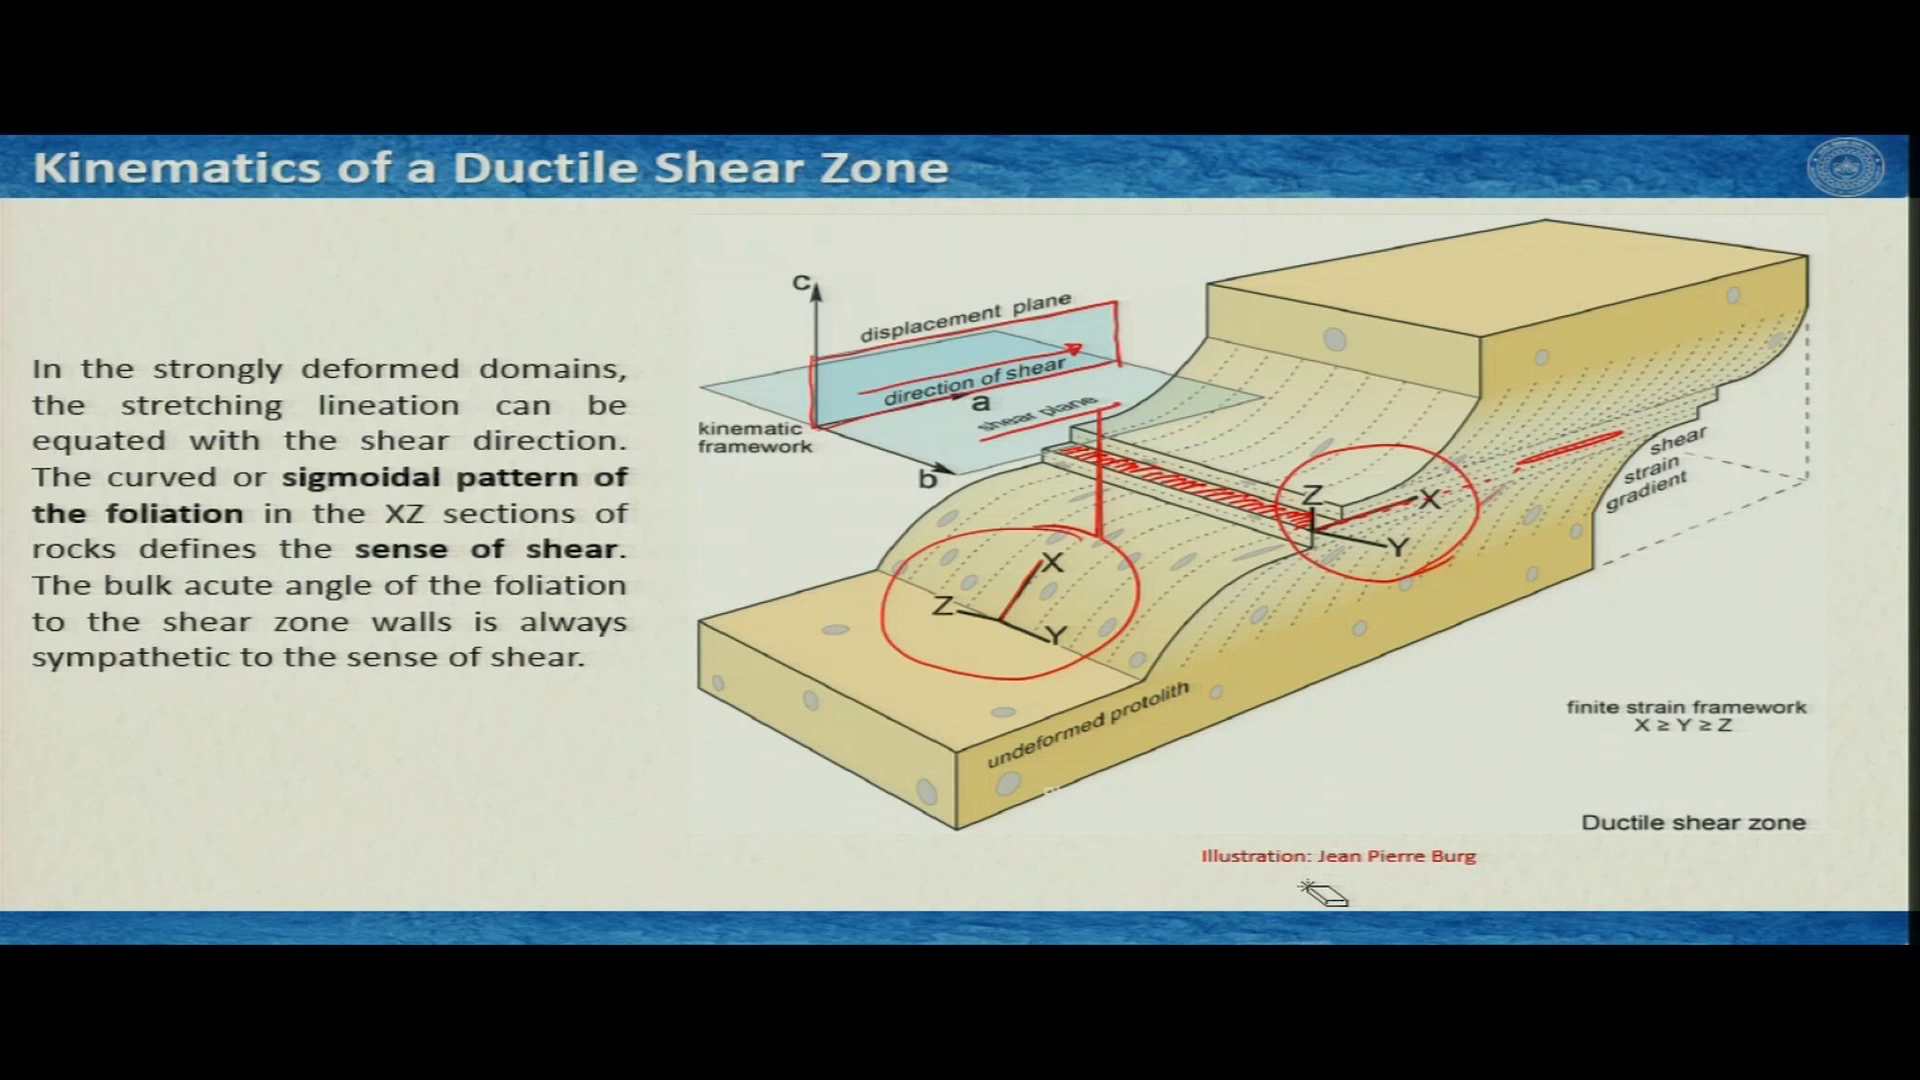 Kinematics of a Ductile Shear Zone
In the strongly deformed domains,
the stretching lineation can be
equated with the shear direction.
The curved or sigmoidal pattern of
the foliation in the XZ sections of
rocks defines the sense of shear.
The bulk acute angle of the foliation
to the shear zone walls is always
sympathetic to the sense of shear.
c
displacement plane
direction of shear
a
shear plane
kinematic
framework
b
Z
X
Y
X
Z
Y
shear
strain
gradient
undeformed protolith
finite strain framework
X ≥ Y ≥ Z
Ductile shear zone
Illustration: Jean Pierre Burg